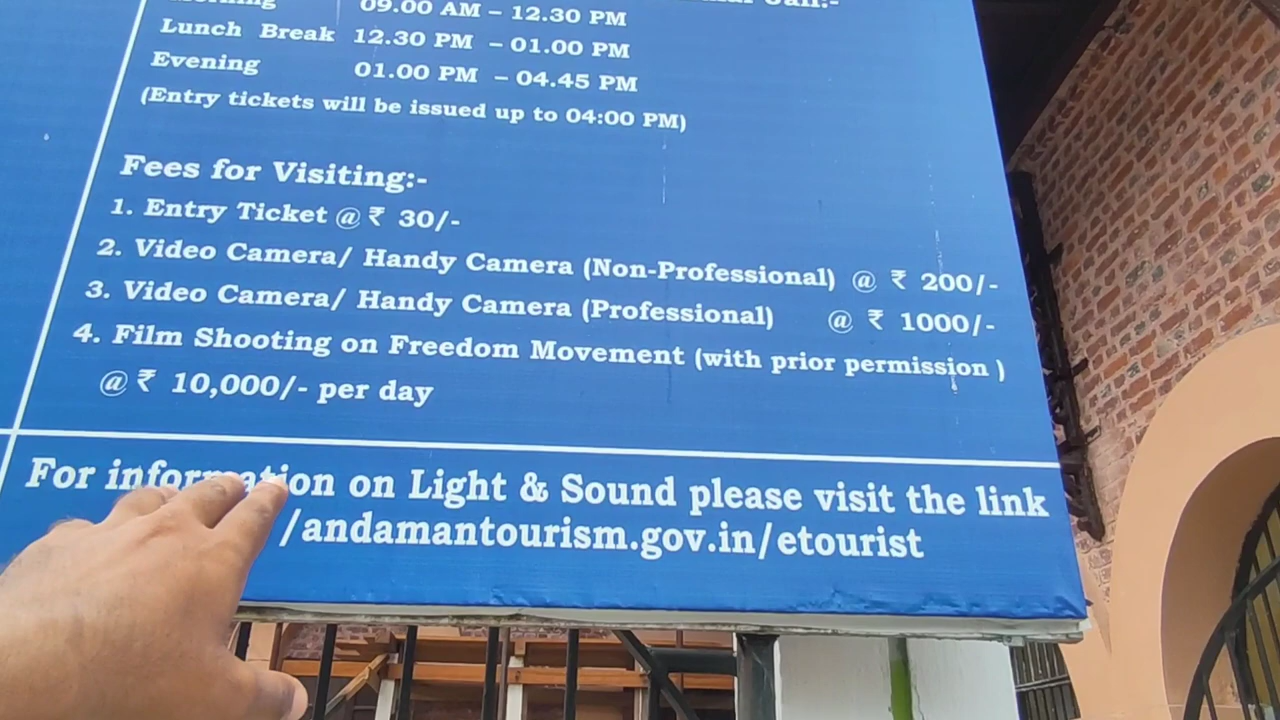 09.00 AM – 12.30 PM
Lunch Break 12.30 PM – 01.00 PM
Evening 01.00 PM – 04.45 PM
(Entry tickets will be issued up to 04:00 PM)
Fees for Visiting:-
1. Entry Ticket @ ₹ 30/-
2. Video Camera/ Handy Camera (Non-Professional) @ ₹ 200/-
3. Video Camera/ Handy Camera (Professional) @ ₹ 1000/-
4. Film Shooting on Freedom Movement (with prior permission )
@ ₹ 10,000/- per day
For information on Light & Sound please visit the link
/andamantourism.gov.in/etourist